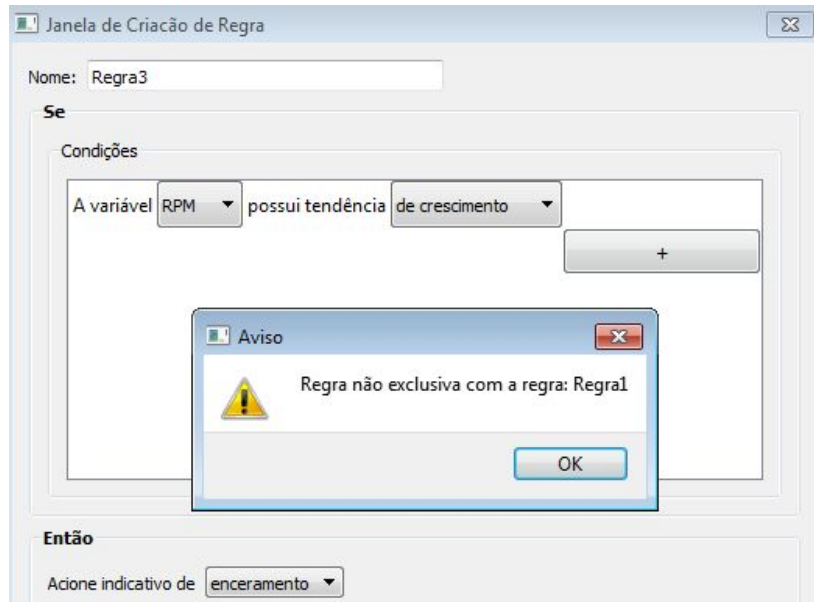 Janela de Criacão de Regra
Nome: Regra3
Se
Condições
A variável RPM possui tendência de crescimento
+
Aviso
Regra não exclusiva com a regra: Regra1
OK
Então
Acione indicativo de enceramento